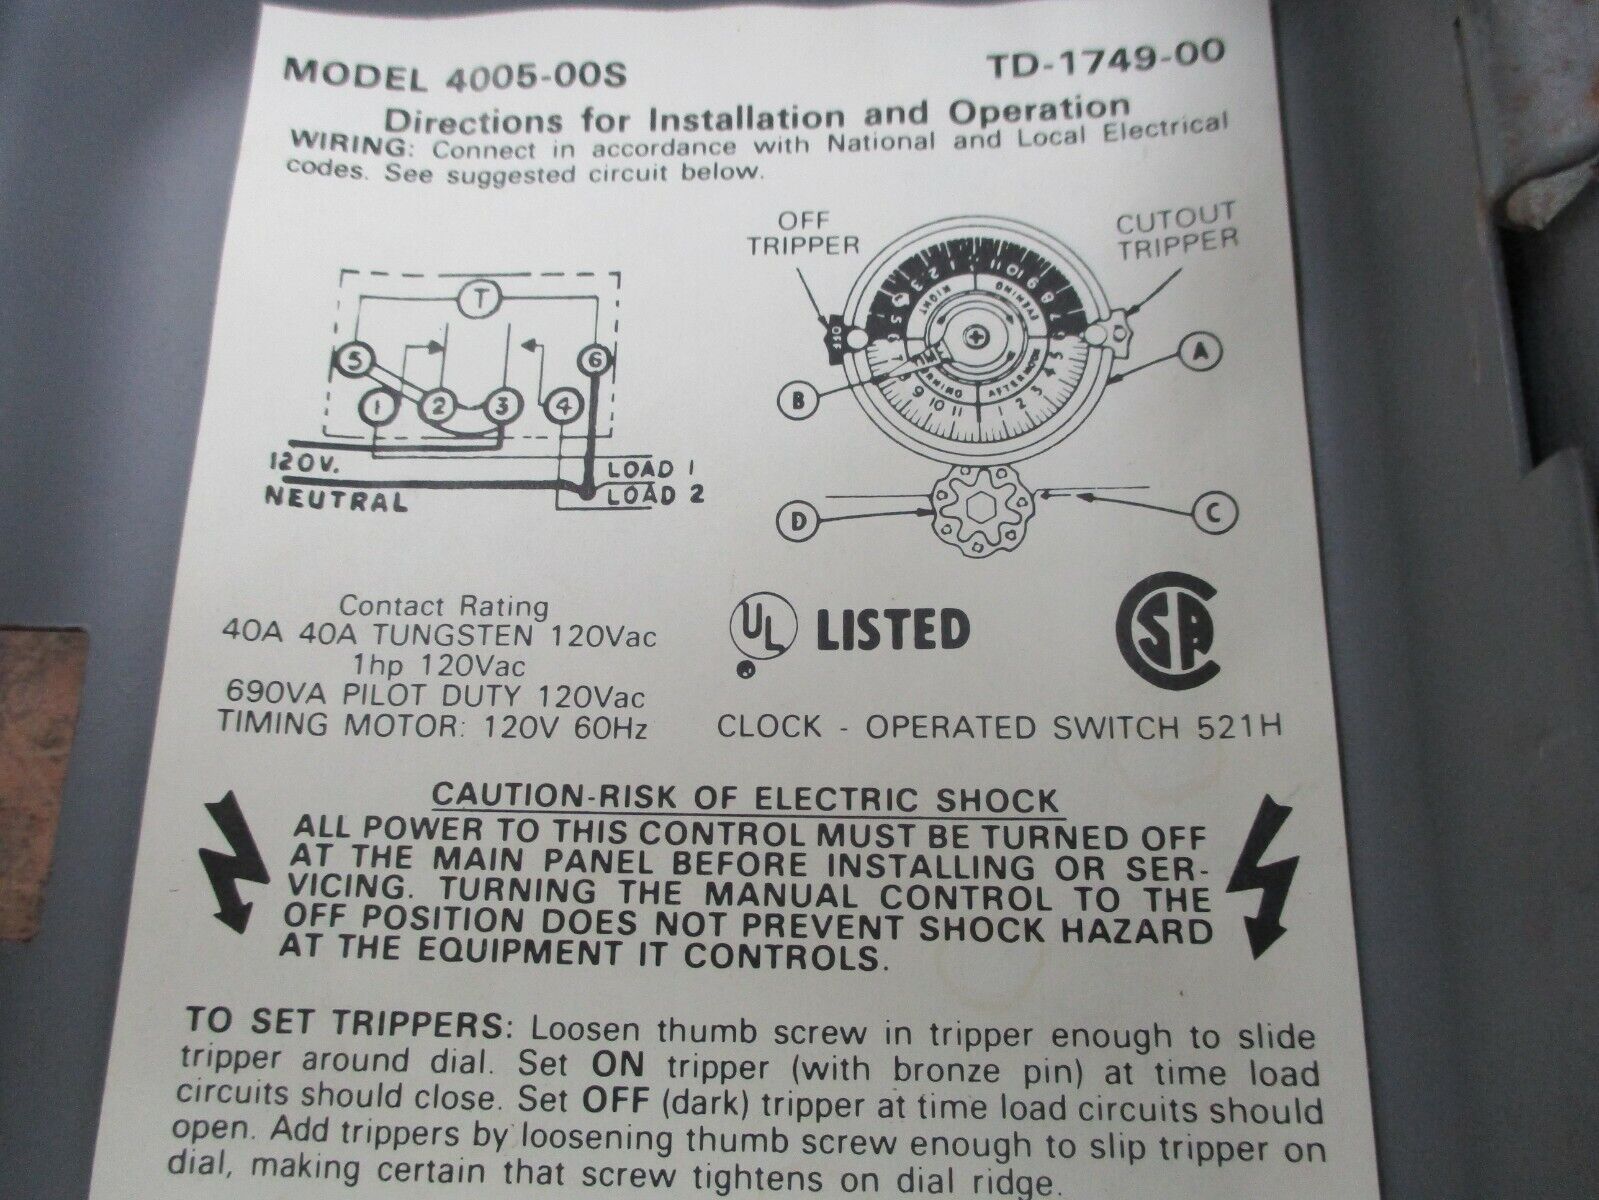 MODEL 4005-00S
TD-1749-00
Directions for Installation and Operation
WIRING: Connect in accordance with National and Local Electrical
codes. See suggested circuit below.
OFF
TRIPPER
CUTOUT
TRIPPER
T
5
6
1
2
3
4
120V.
NEUTRAL
LOAD 1
LOAD 2
OFF
NIGHT
EVENING
MORNING
AFTERNOON
A
B
C
D
Contact Rating
40A 40A TUNGSTEN 120Vac
1hp 120Vac
690VA PILOT DUTY 120Vac
TIMING MOTOR: 120V 60Hz
UL LISTED
CSA
CLOCK - OPERATED SWITCH 521H
CAUTION-RISK OF ELECTRIC SHOCK
ALL POWER TO THIS CONTROL MUST BE TURNED OFF
AT THE MAIN PANEL BEFORE INSTALLING OR SER-
VICING. TURNING THE MANUAL CONTROL TO THE
OFF POSITION DOES NOT PREVENT SHOCK HAZARD
AT THE EQUIPMENT IT CONTROLS.
TO SET TRIPPERS: Loosen thumb screw in tripper enough to slide
tripper around dial. Set ON tripper (with bronze pin) at time load
circuits should close. Set OFF (dark) tripper at time load circuits should
open. Add trippers by loosening thumb screw enough to slip tripper on
dial, making certain that screw tightens on dial ridge.